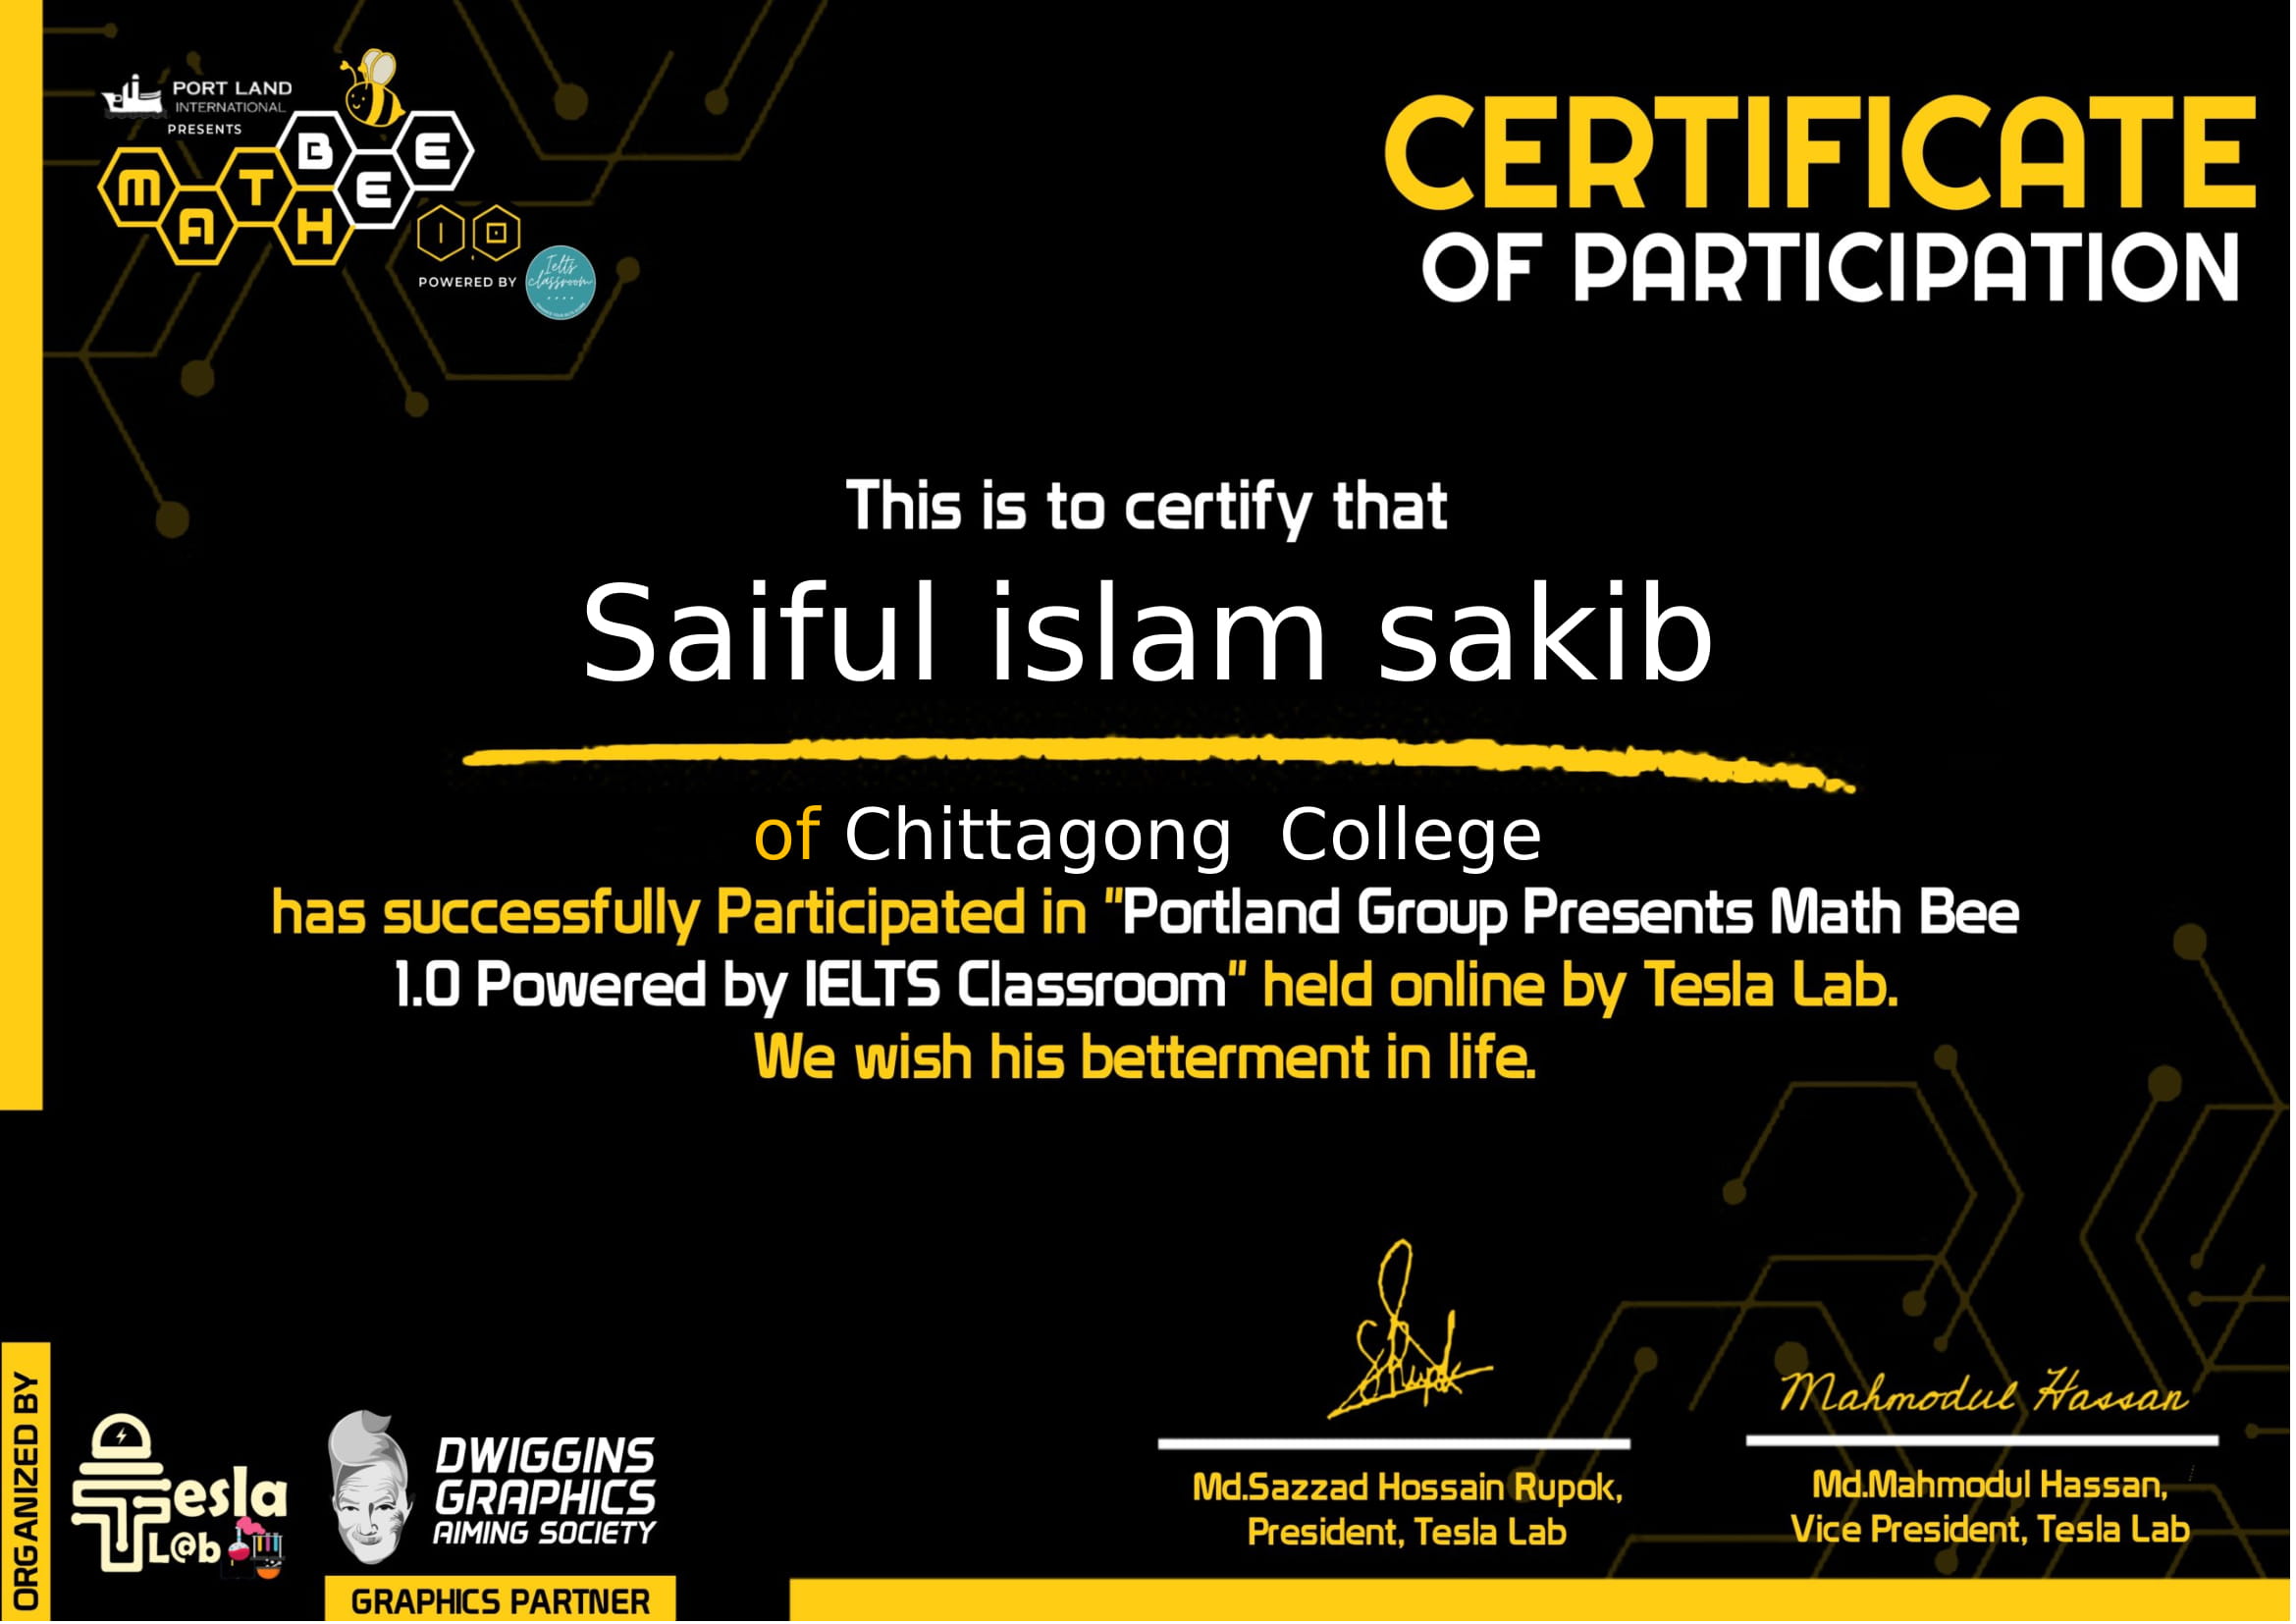 PORT LAND
INTERNATIONAL
PRESENTS
MATH BEE
1.0
POWERED BY
Ielts
classroom
CERTIFICATE
OF PARTICIPATION
This is to certify that
Saiful islam sakib
of Chittagong College
has successfully Participated in "Portland Group Presents Math Bee
1.0 Powered by IELTS Classroom" held online by Tesla Lab.
We wish his betterment in life.
ORGANIZED BY
Tesla
L@b
DWIGGINS
GRAPHICS
AIMING SOCIETY
GRAPHICS PARTNER
SRupok
Md.Sazzad Hossain Rupok,
President, Tesla Lab
Mahmodul Hassan
Md.Mahmodul Hassan,
Vice President, Tesla Lab